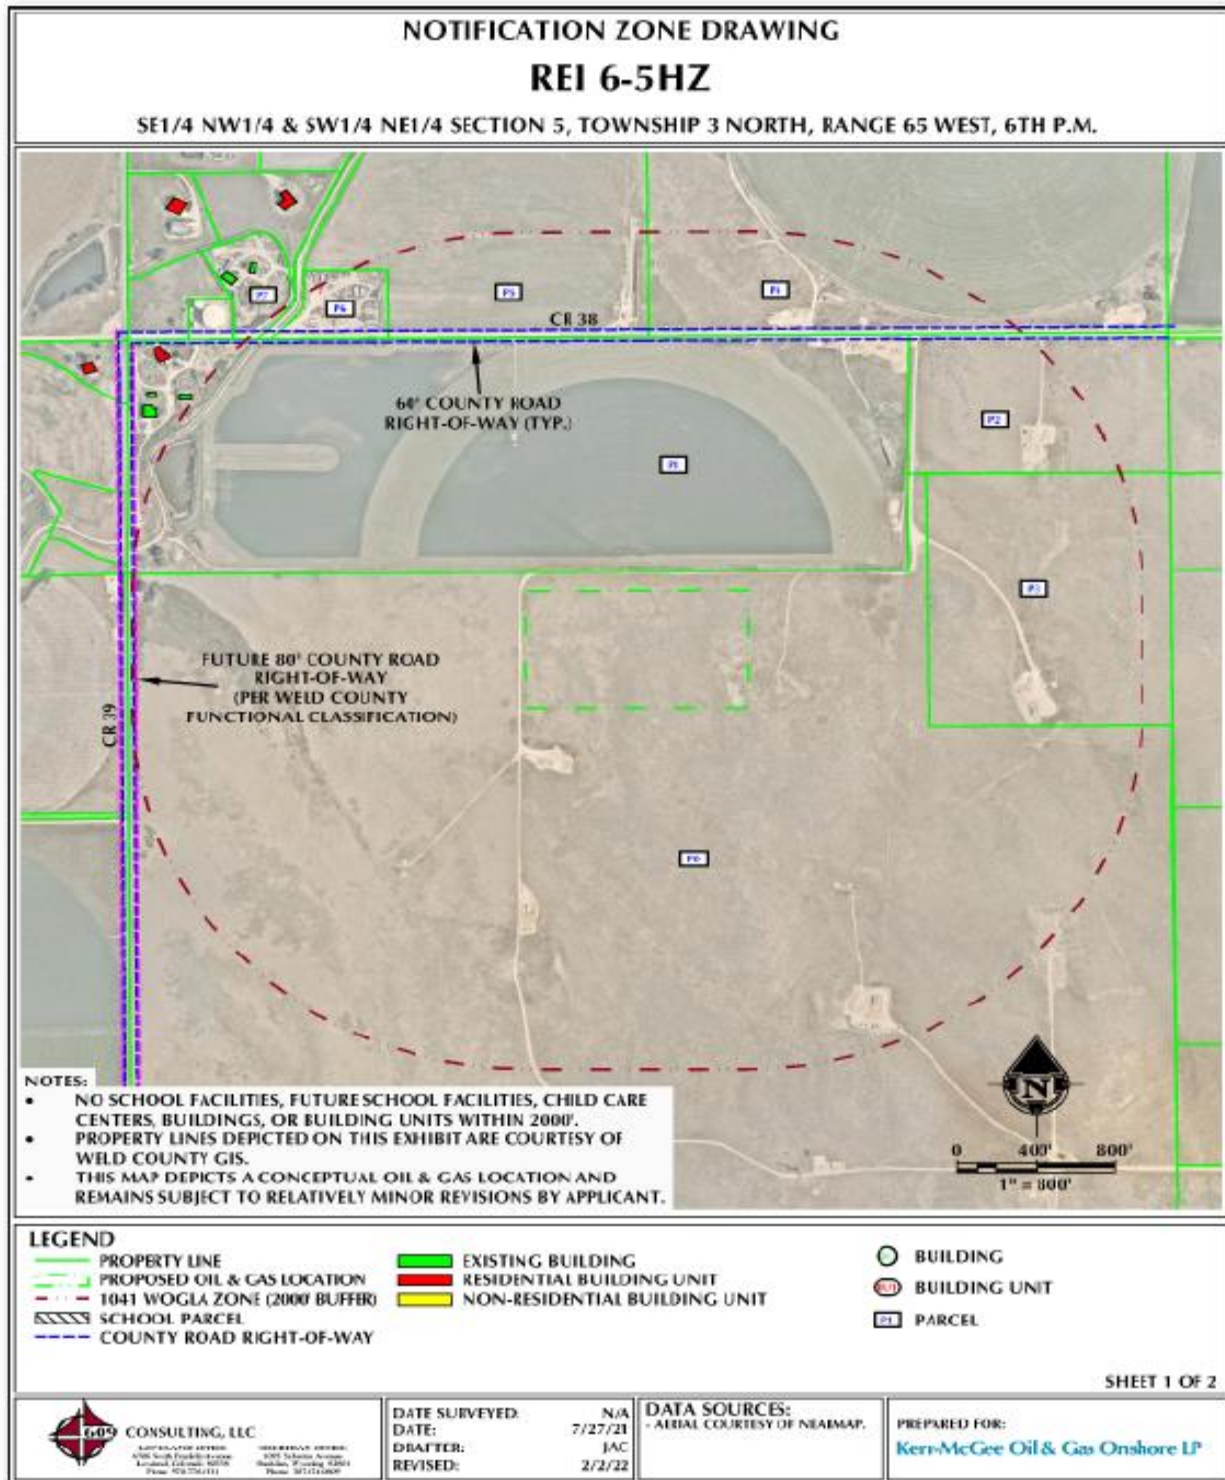 NOTIFICATION ZONE DRAWING
REI 6-5HZ
SE1/4 NW1/4 & SW1/4 NE1/4 SECTION 5, TOWNSHIP 3 NORTH, RANGE 65 WEST, 6TH P.M.
P7
P6
P5
CR 38
60' COUNTY ROAD
RIGHT-OF-WAY (TYP.)
P2
P3
FUTURE 80' COUNTY ROAD
RIGHT-OF-WAY
(PER WELD COUNTY
FUNCTIONAL CLASSIFICATION)
CR 39
N
0 400' 800'
1" = 800'
NOTES:
• NO SCHOOL FACILITIES, FUTURE SCHOOL FACILITIES, CHILD CARE
CENTERS, BUILDINGS, OR BUILDING UNITS WITHIN 2000'.
• PROPERTY LINES DEPICTED ON THIS EXHIBIT ARE COURTESY OF
WELD COUNTY GIS.
• THIS MAP DEPICTS A CONCEPTUAL OIL & GAS LOCATION AND
REMAINS SUBJECT TO RELATIVELY MINOR REVISIONS BY APPLICANT.
LEGEND
PROPERTY LINE
PROPOSED OIL & GAS LOCATION
1041 WOGLA ZONE (2000' BUFFER)
SCHOOL PARCEL
COUNTY ROAD RIGHT-OF-WAY
EXISTING BUILDING
RESIDENTIAL BUILDING UNIT
NON-RESIDENTIAL BUILDING UNIT
BUILDING
BUILDING UNIT
P1 PARCEL
SHEET 1 OF 2
609 CONSULTING, LLC
DATE SURVEYED: N/A
DATE: 7/27/21
DRAFTER: JAC
REVISED: 2/2/22
DATA SOURCES:
- AERIAL COURTESY OF NEARMAP.
PREPARED FOR:
Kerr-McGee Oil & Gas Onshore LP